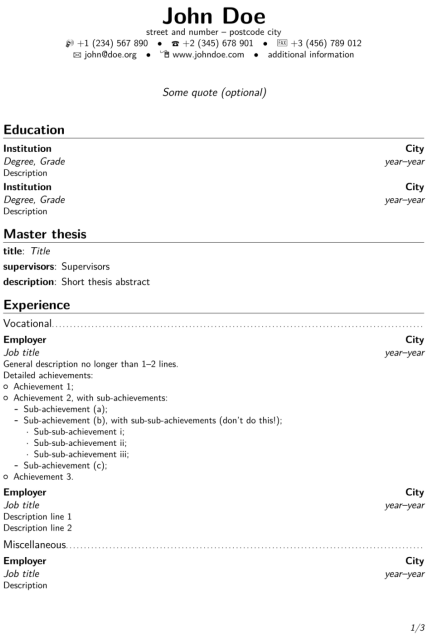 John Doe
street and number – postcode city
+1 (234) 567 890 • ☎ +2 (345) 678 901 • FAX +3 (456) 789 012
✉ john@doe.org • www.johndoe.com • additional information
Some quote (optional)
Education
Institution City
Degree, Grade year–year
Description
Institution City
Degree, Grade year–year
Description
Master thesis
title: Title
supervisors: Supervisors
description: Short thesis abstract
Experience
Vocational
Employer City
Job title year–year
General description no longer than 1–2 lines.
Detailed achievements:
○ Achievement 1;
○ Achievement 2, with sub-achievements:
- Sub-achievement (a);
- Sub-achievement (b), with sub-sub-achievements (don't do this!);
· Sub-sub-achievement i;
· Sub-sub-achievement ii;
· Sub-sub-achievement iii;
- Sub-achievement (c);
○ Achievement 3.
Employer City
Job title year–year
Description line 1
Description line 2
Miscellaneous
Employer City
Job title year–year
Description
1/3